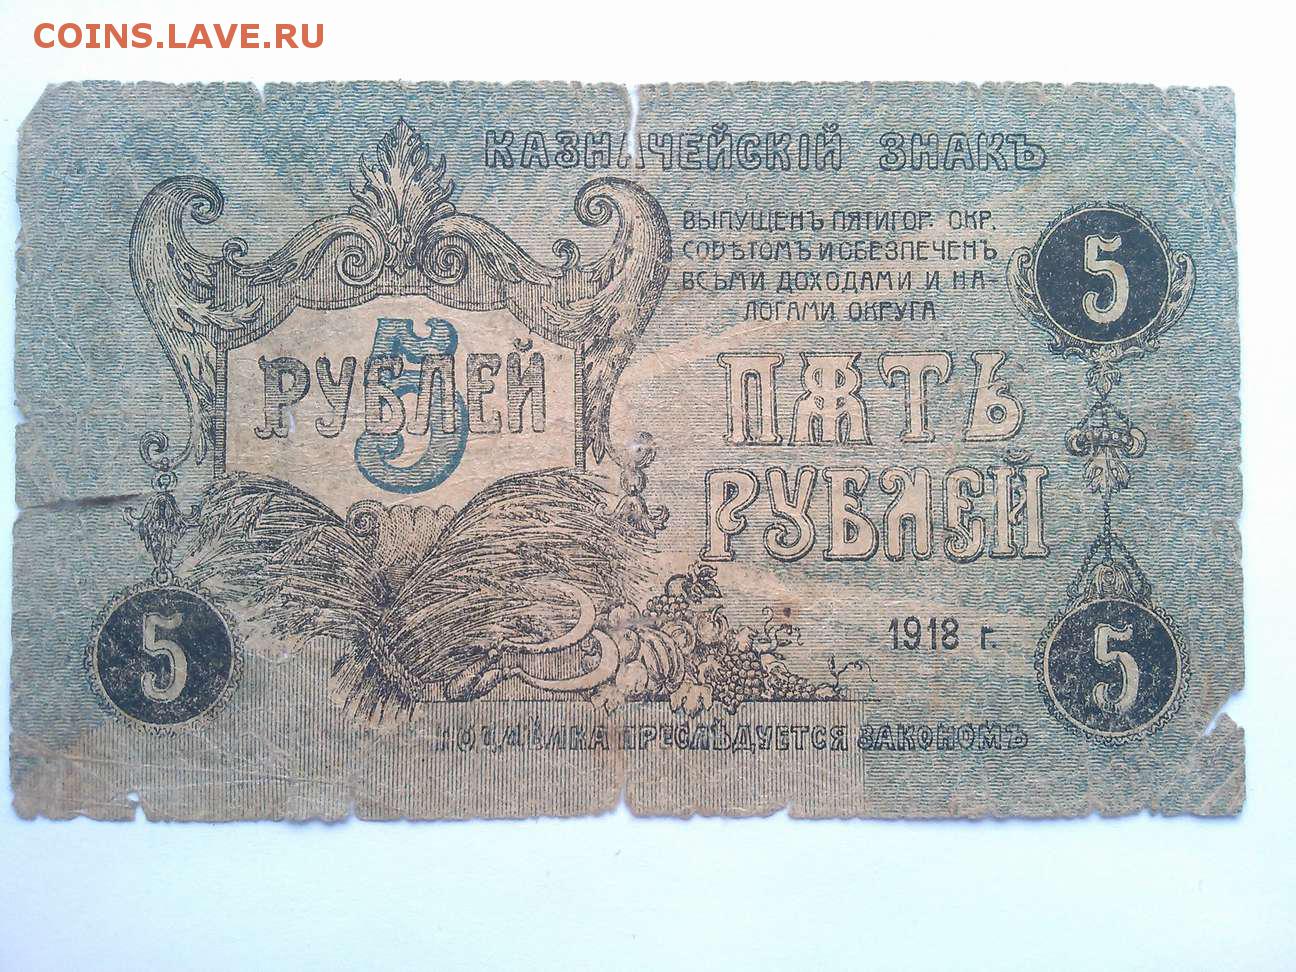 COINS.LAVE.RU
КАЗНАЧЕЙСКІЙ ЗНАКЪ
ВЫПУЩЕНЪ ПЯТИГОР. ОКР.
СОВѢТОМЪ И ОБЕЗПЕЧЕНЪ
ВСѢМИ ДОХОДАМИ И НА-
ЛОГАМИ ОКРУГА
5
5
РУБЛЕЙ
ПЯТЬ
РУБЛЕЙ
1918 г.
5
5
ПОДДѢЛКА ПРЕСЛѢДУЕТСЯ ЗАКОНОМЪ